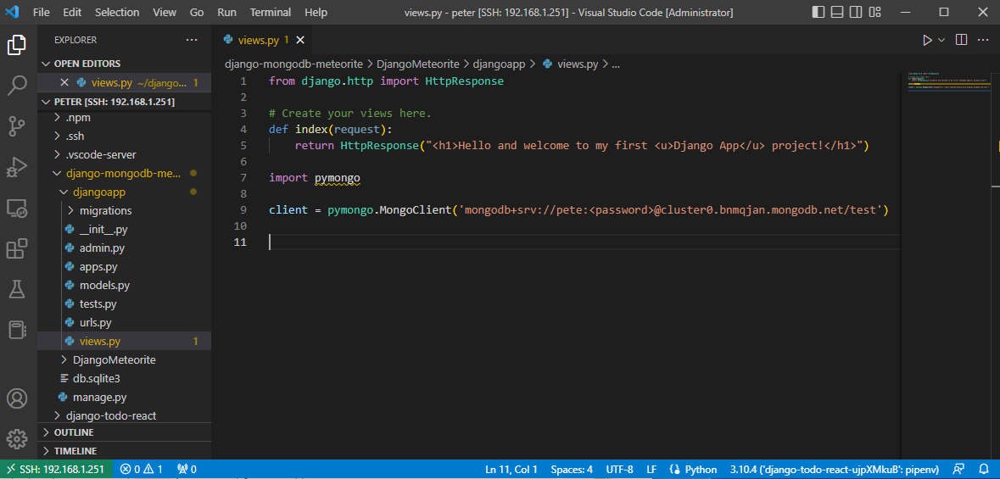 File Edit Selection View Go Run Terminal Help views.py - peter [SSH: 192.168.1.251] - Visual Studio Code [Administrator]
EXPLORER
OPEN EDITORS
views.py ~/django... 1
PETER [SSH: 192.168.1.251]
.npm
.ssh
.vscode-server
django-mongodb-me...
djangoapp
migrations
__init__.py
admin.py
apps.py
models.py
tests.py
urls.py
views.py 1
DjangoMeteorite
db.sqlite3
manage.py
django-todo-react
OUTLINE
TIMELINE
views.py 1
django-mongodb-meteorite > DjangoMeteorite > djangoapp > views.py > ...
1 from django.http import HttpResponse
2
3 # Create your views here.
4 def index(request):
5     return HttpResponse("<h1>Hello and welcome to my first <u>Django App</u> project!</h1>")
6
7 import pymongo
8
9 client = pymongo.MongoClient('mongodb+srv://pete:<password>@cluster0.bnmqjan.mongodb.net/test')
10
11
SSH: 192.168.1.251 0 1 0 Ln 11, Col 1 Spaces: 4 UTF-8 LF Python 3.10.4 ('django-todo-react-ujpXMkuB': pipenv)